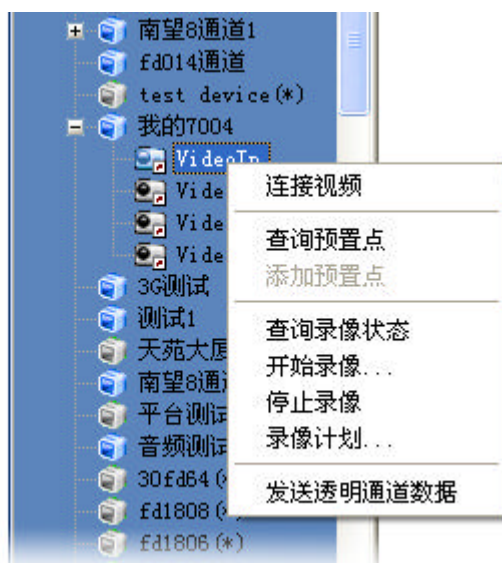 南望8通道1
fd014通道
test device(*)
我的7004
VideoIn
Vide
Vide
Vide
3G测试
测试1
天苑大厦
南望8通道
平台测试
音频测试
30fd64(
fd1808(
fd1806(*)
连接视频
查询预置点
添加预置点
查询录像状态
开始录像...
停止录像
录像计划...
发送透明通道数据